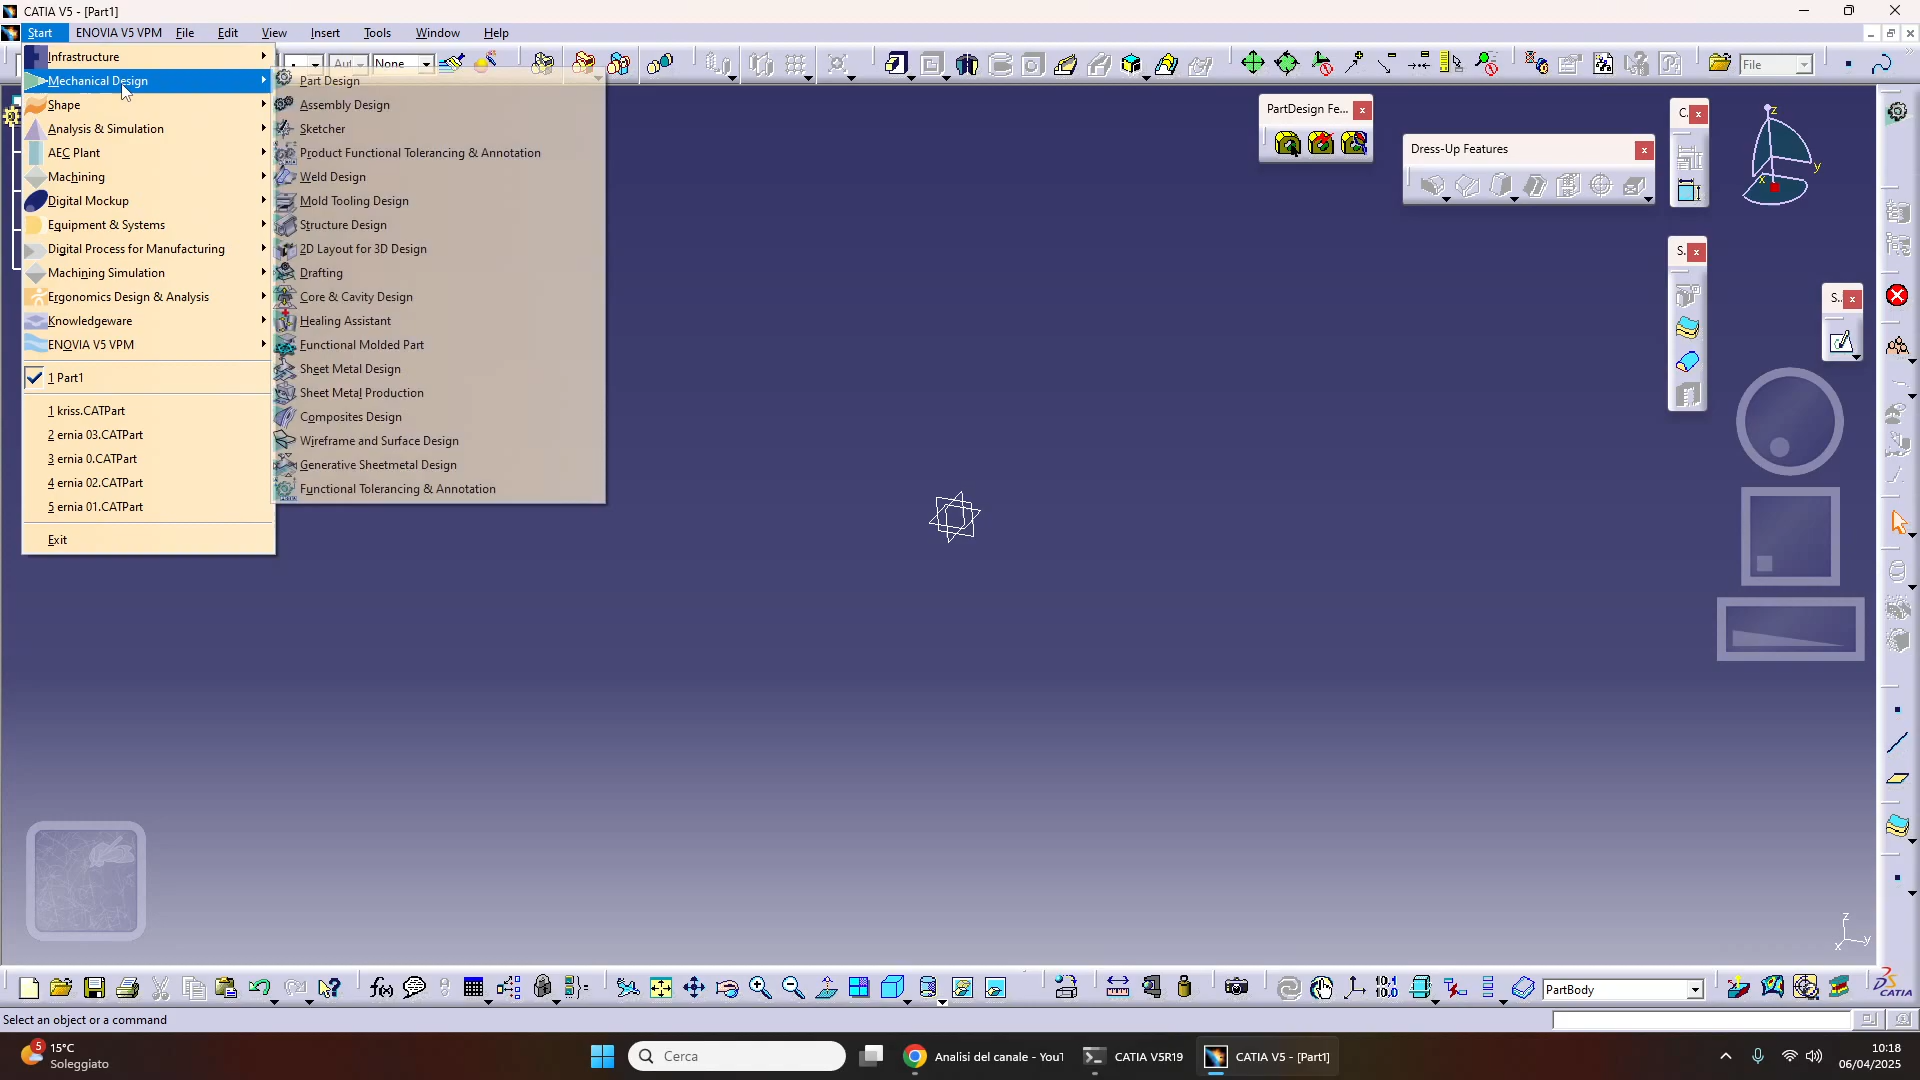 CATIA V5 - [Part1]
Start ENOVIA V5 VPM File Edit View Insert Tools Window Help
Aut None File
Infrastructure
Mechanical Design
Shape
Analysis & Simulation
AEC Plant
Machining
Digital Mockup
Equipment & Systems
Digital Process for Manufacturing
Machining Simulation
Ergonomics Design & Analysis
Knowledgeware
ENOVIA V5 VPM
1 Part1
1 kriss.CATPart
2 ernia 03.CATPart
3 ernia 0.CATPart
4 ernia 02.CATPart
5 ernia 01.CATPart
Exit
Part Design
Assembly Design
Sketcher
Product Functional Tolerancing & Annotation
Weld Design
Mold Tooling Design
Structure Design
2D Layout for 3D Design
Drafting
Core & Cavity Design
Healing Assistant
Functional Molded Part
Sheet Metal Design
Sheet Metal Production
Composites Design
Wireframe and Surface Design
Generative Sheetmetal Design
Functional Tolerancing & Annotation
PartDesign Fe...
Dress-Up Features
C.
S.
S..
z
y
x
z
x y
PartBody
CATIA
Select an object or a command
5
15°C
Soleggiato
Cerca
Analisi del canale - YouT
CATIA V5R19
CATIA V5 - [Part1]
10:18
06/04/2025